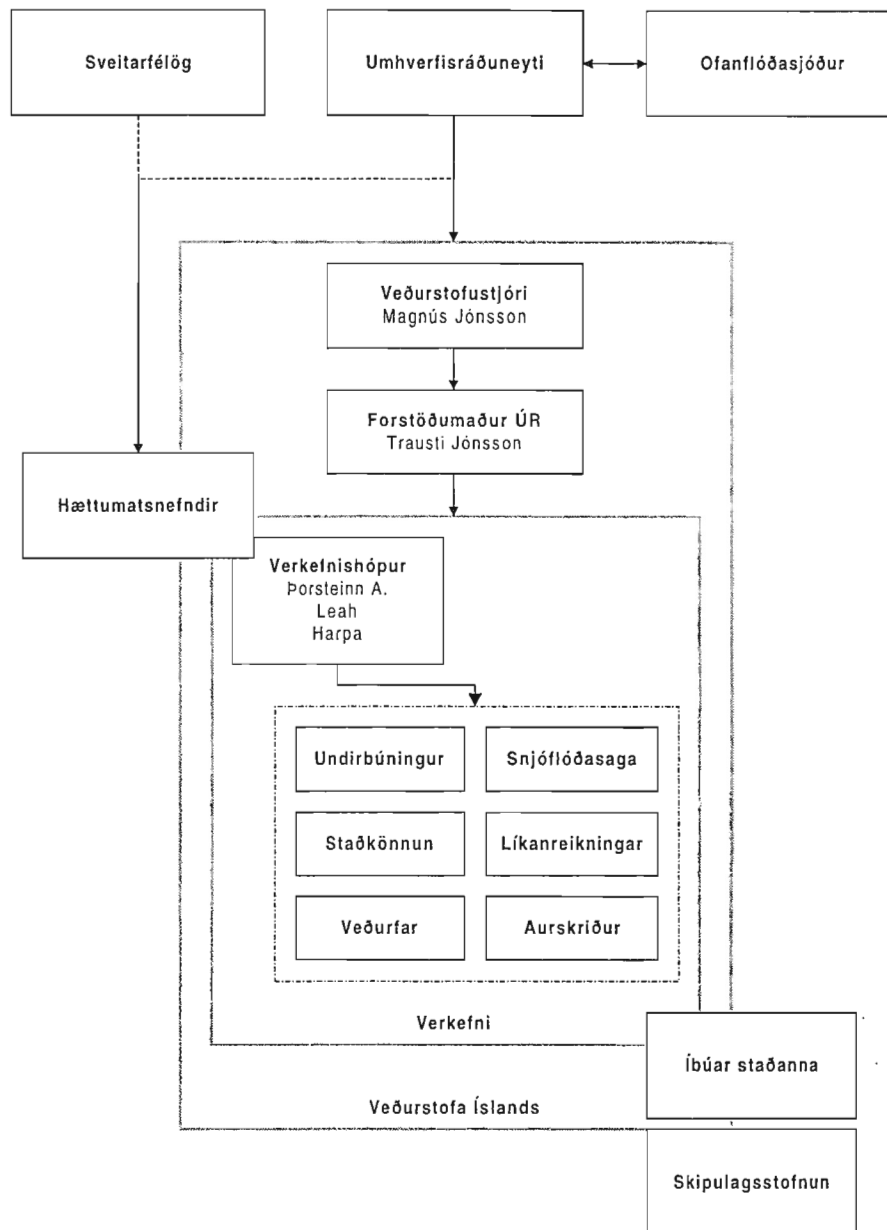 Sveitarfélög
Umhverfisráðuneyti
Ofanflóðasjóður
Veðurstofustjóri
Magnús Jónsson
Forstöðumaður ÚR
Trausti Jónsson
Hættumatsnefndir
Verkefnishópur
Þorsteinn A.
Leah
Harpa
Undirbúningur
Snjóflóðasaga
Staðkönnun
Líkanreikningar
Veðurfar
Aurskriður
Verkefni
Íbúar staðanna
Veðurstofa Íslands
Skipulagsstofnun